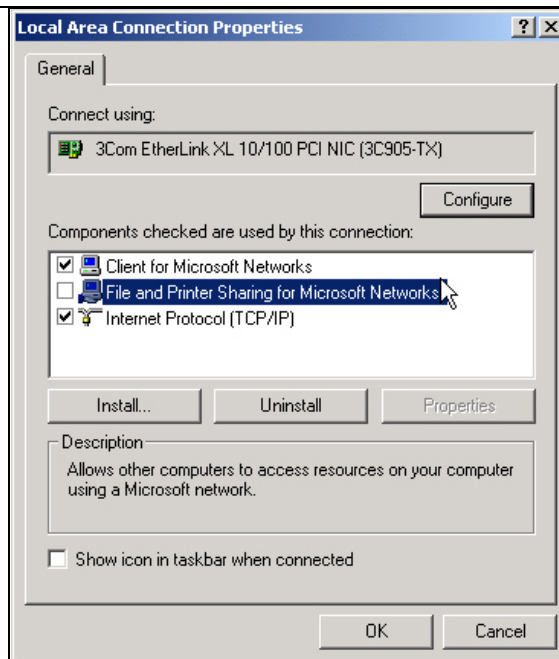 Local Area Connection Properties
General
Connect using:
3Com EtherLink XL 10/100 PCI NIC (3C905-TX)
Configure
Components checked are used by this connection:
Client for Microsoft Networks
File and Printer Sharing for Microsoft Networks
Internet Protocol (TCP/IP)
Install... Uninstall Properties
Description
Allows other computers to access resources on your computer
using a Microsoft network.
Show icon in taskbar when connected
OK Cancel